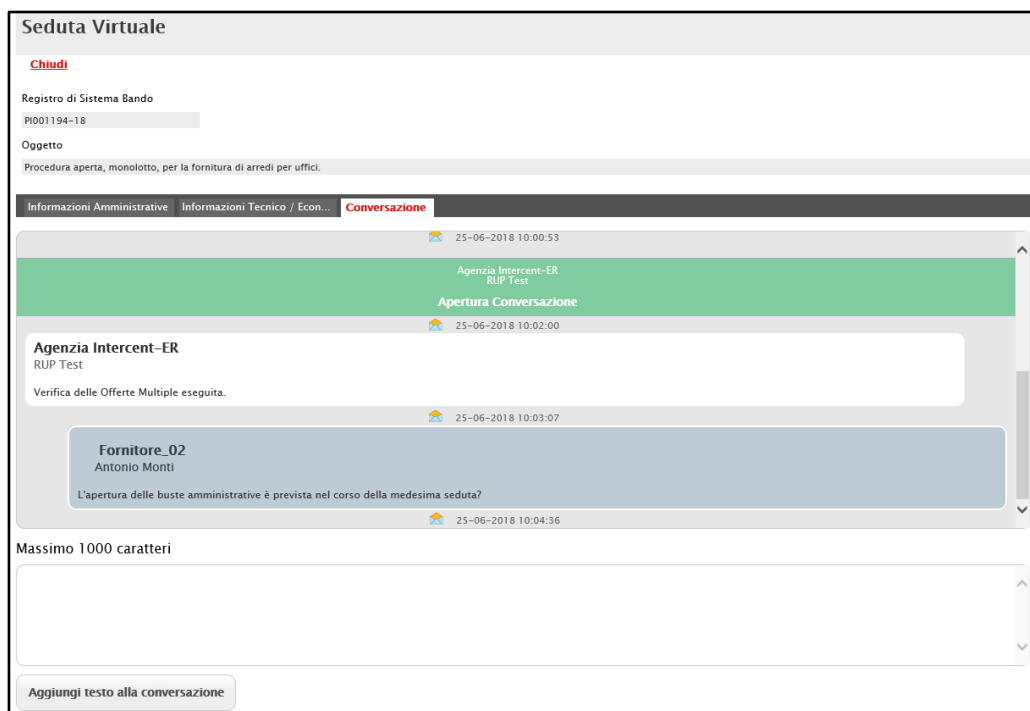 Seduta Virtuale
Chiudi
Registro di Sistema Bando
PI001194-18
Oggetto
Procedura aperta, monolotto, per la fornitura di arredi per uffici.
Informazioni Amministrative Informazioni Tecnico / Econ... Conversazione
25-06-2018 10:00:53
Agenzia Intercent-ER
RUP Test
Apertura Conversazione
25-06-2018 10:02:00
Agenzia Intercent-ER
RUP Test
Verifica delle Offerte Multiple eseguita.
25-06-2018 10:03:07
Fornitore_02
Antonio Monti
L'apertura delle buste amministrative è prevista nel corso della medesima seduta?
25-06-2018 10:04:36
Massimo 1000 caratteri
Aggiungi testo alla conversazione